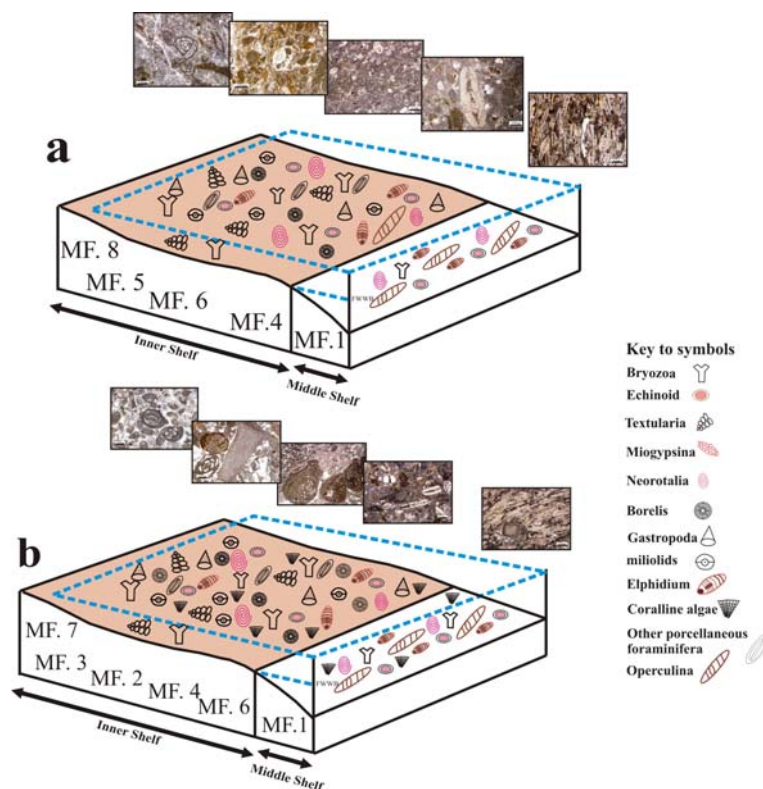 a
MF. 8
MF. 5
MF. 6
MF.4
MF.1
FWWB
Inner Shelf
Middle Shelf
b
MF. 7
MF. 3
MF. 2
MF. 4
MF. 6
MF.1
FWWB
Inner Shelf
Middle Shelf
Key to symbols
Bryozoa
Echinoid
Textularia
Miogypsina
Neorotalia
Borelis
Gastropoda
miliolids
Elphidium
Coralline algae
Other porcellaneous
foraminifera
Operculina